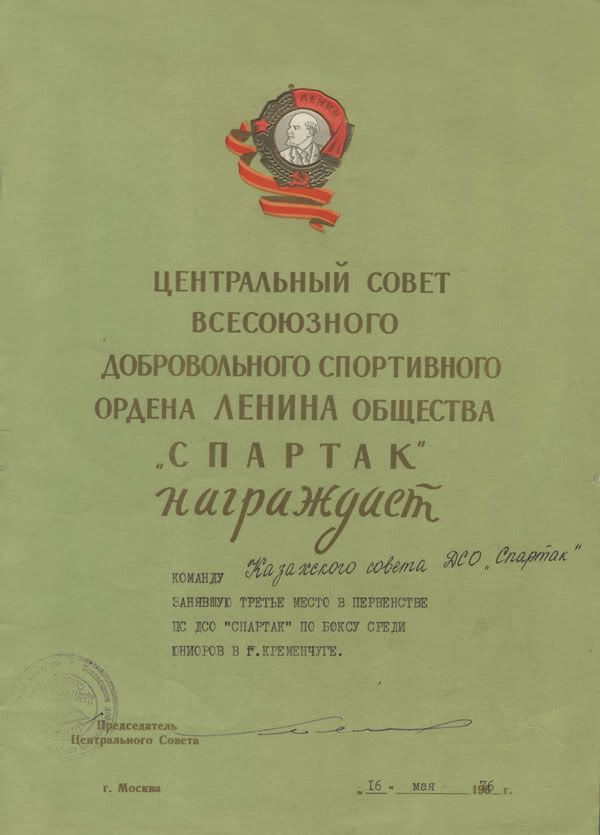 ЛЕНИН
ЦЕНТРАЛЬНЫЙ СОВЕТ
ВСЕСОЮЗНОГО
ДОБРОВОЛЬНОГО СПОРТИВНОГО
ОРДЕНА ЛЕНИНА ОБЩЕСТВА
„СПАРТАК"
награждает
КОМАНДУ Казахского совета ДСО „Спартак"
ЗАНЯВШУЮ ТРЕТЬЕ МЕСТО В ПЕРВЕНСТВЕ
ЦС ДСО "СПАРТАК" ПО БОКСУ СРЕДИ
ЮНИОРОВ В Г.КРЕМЕНЧУГЕ.
Председатель
Центрального Совета
г. Москва
„16" мая 1976 г.